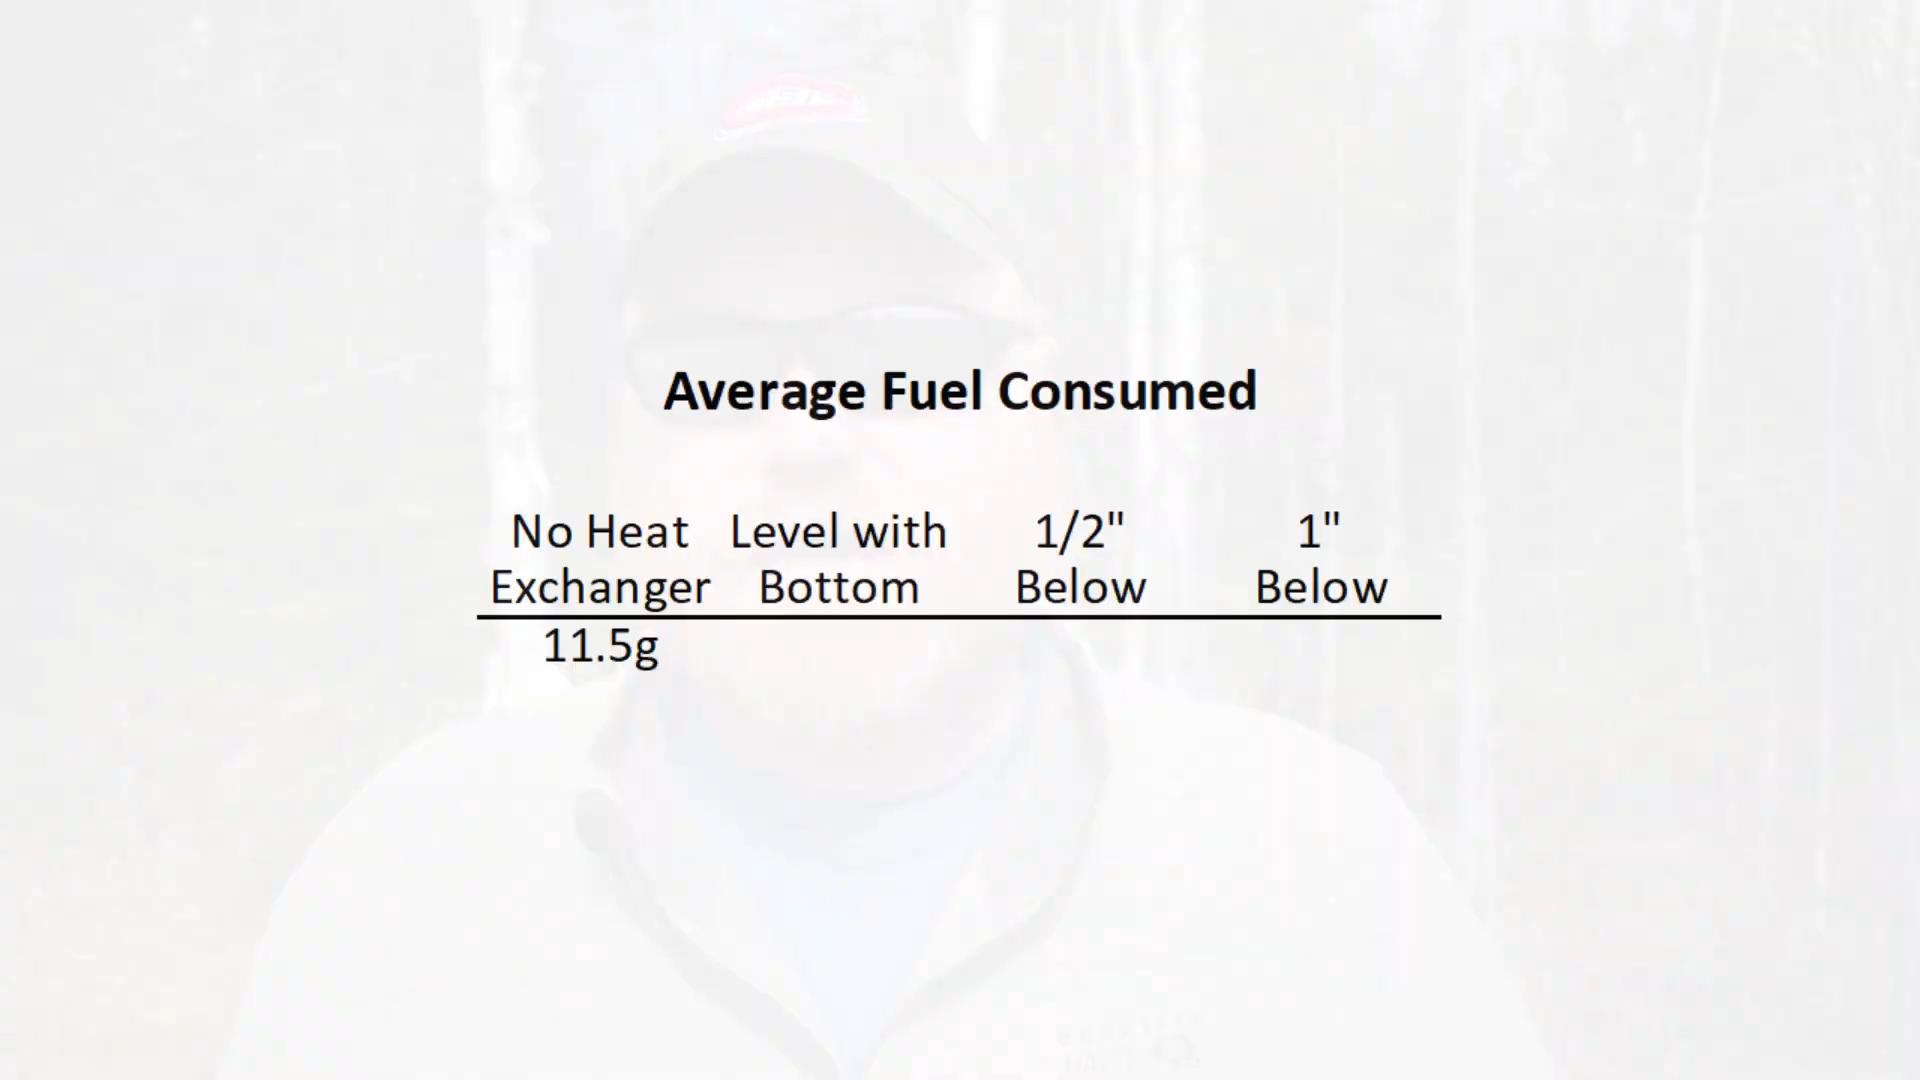 Average Fuel Consumed
No Heat Level with 1/2" 1"
Exchanger Bottom Below Below
11.5g